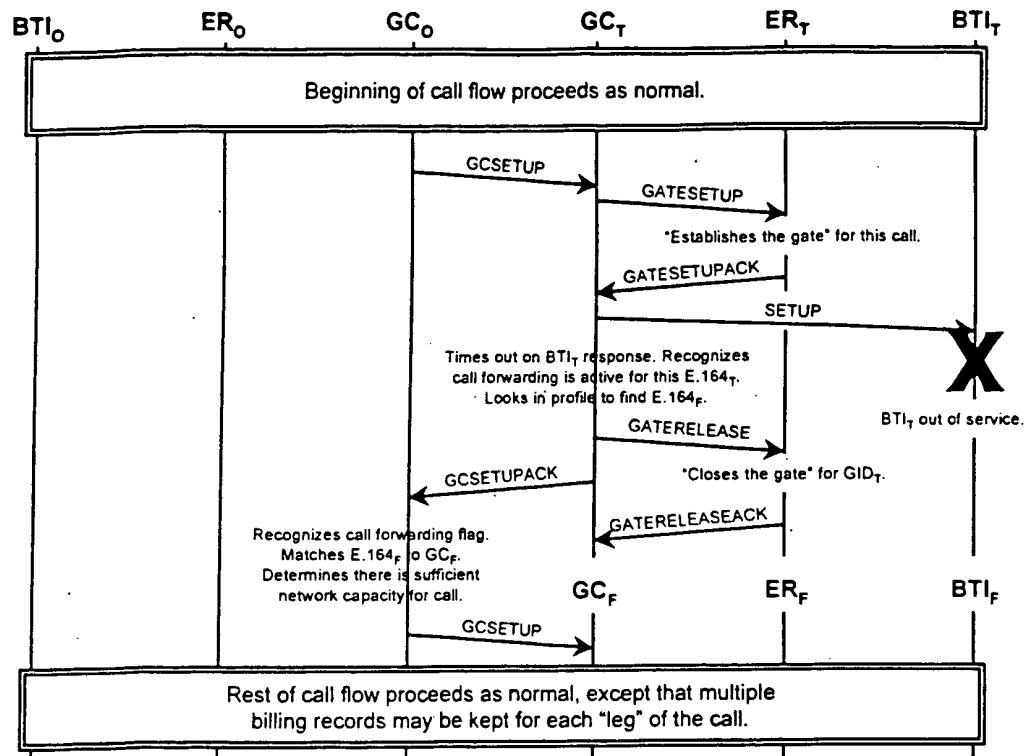 BTIO ERO GCO GCT ERT BTIT
Beginning of call flow proceeds as normal.
GCSETUP
GATESETUP
"Establishes the gate" for this call.
GATESETUPACK
SETUP
Times out on BTIT response. Recognizes
call forwarding is active for this E.164T.
Looks in profile to find E.164F.
BTIT out of service.
GATERELEASE
"Closes the gate" for GIDT.
GCSETUPACK
GATERELEASEACK
Recognizes call forwarding flag.
Matches E.164F to GCF.
Determines there is sufficient
network capacity for call.
GCF ERF BTIF
GCSETUP
Rest of call flow proceeds as normal, except that multiple
billing records may be kept for each "leg" of the call.